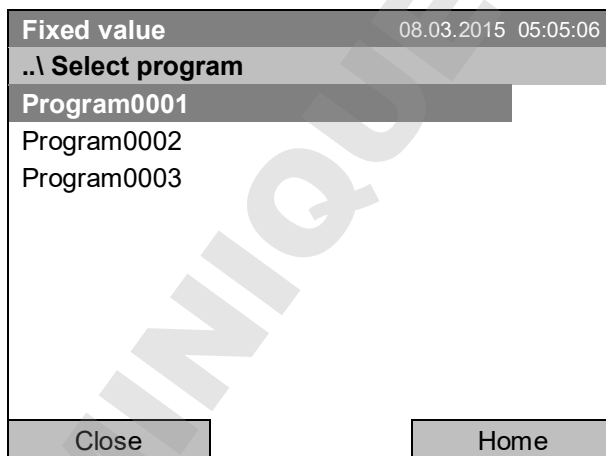 Fixed value 08.03.2015 05:05:06
..\ Select program
Program0001
Program0002
Program0003
Close Home